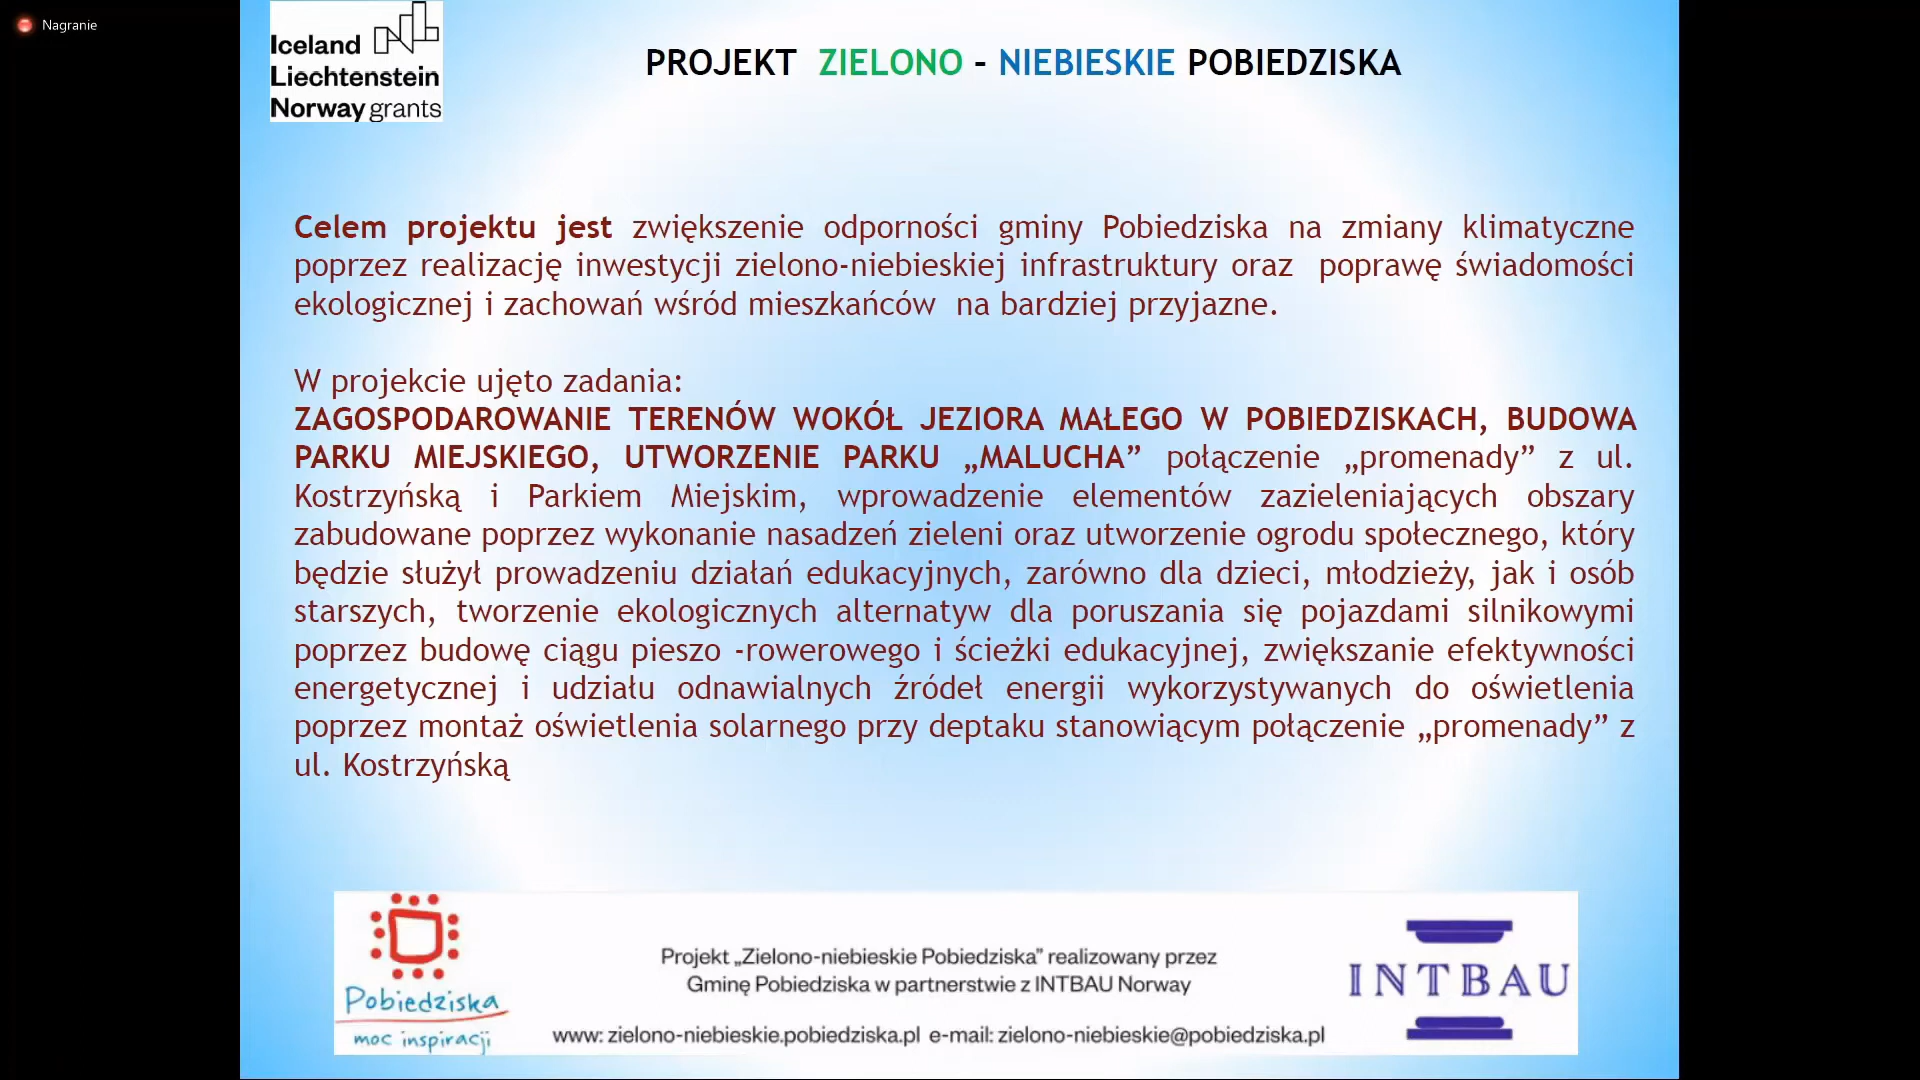 Nagranie
Iceland
Liechtenstein
Norway grants
PROJEKT ZIELONO - NIEBIESKIE POBIEDZISKA
Celem projektu jest zwiększenie odporności gminy Pobiedziska na zmiany klimatyczne
poprzez realizację inwestycji zielono-niebieskiej infrastruktury oraz poprawę świadomości
ekologicznej i zachowań wśród mieszkańców na bardziej przyjazne.
W projekcie ujęto zadania:
ZAGOSPODAROWANIE TERENÓW WOKÓŁ JEZIORA MAŁEGO W POBIEDZISKACH, BUDOWA
PARKU MIEJSKIEGO, UTWORZENIE PARKU „MALUCHA” połączenie „promenady” z ul.
Kostrzyńską i Parkiem Miejskim, wprowadzenie elementów zazieleniających obszary
zabudowane poprzez wykonanie nasadzeń zieleni oraz utworzenie ogrodu społecznego, który
będzie służył prowadzeniu działań edukacyjnych, zarówno dla dzieci, młodzieży, jak i osób
starszych, tworzenie ekologicznych alternatyw dla poruszania się pojazdami silnikowymi
poprzez budowę ciągu pieszo -rowerowego i ścieżki edukacyjnej, zwiększanie efektywności
energetycznej i udziału odnawialnych źródeł energii wykorzystywanych do oświetlenia
poprzez montaż oświetlenia solarnego przy deptaku stanowiącym połączenie „promenady” z
ul. Kostrzyńską
Pobiedziska
moc inspiracji
Projekt „Zielono-niebieskie Pobiedziska” realizowany przez
Gminę Pobiedziska w partnerstwie z INTBAU Norway
www: zielono-niebieskie.pobiedziska.pl e-mail: zielono-niebieskie@pobiedziska.pl
INTBAU